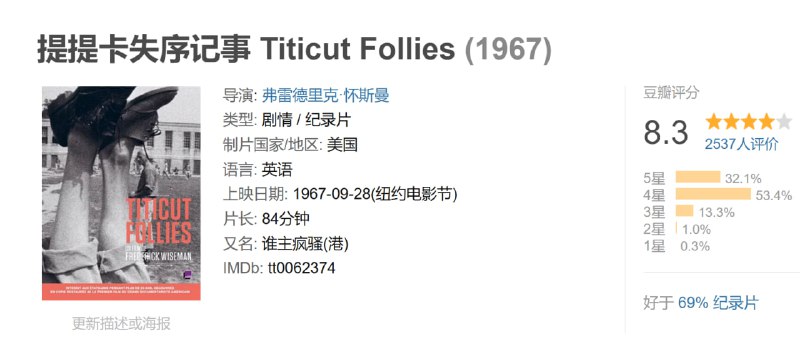 提提卡失序记事 Titicut Follies (1967)
TITICUT
FOLLIES
FREDERICK WISEMAN
更新描述或海报
导演: 弗雷德里克·怀斯曼
类型: 剧情 / 纪录片
制片国家/地区: 美国
语言: 英语
上映日期: 1967-09-28(纽约电影节)
片长: 84分钟
又名: 谁主疯骚(港)
IMDb: tt0062374
豆瓣评分
8.3
2537人评价
5星 32.1%
4星 53.4%
3星 13.3%
2星 1.0%
1星 0.3%
好于 69% 纪录片